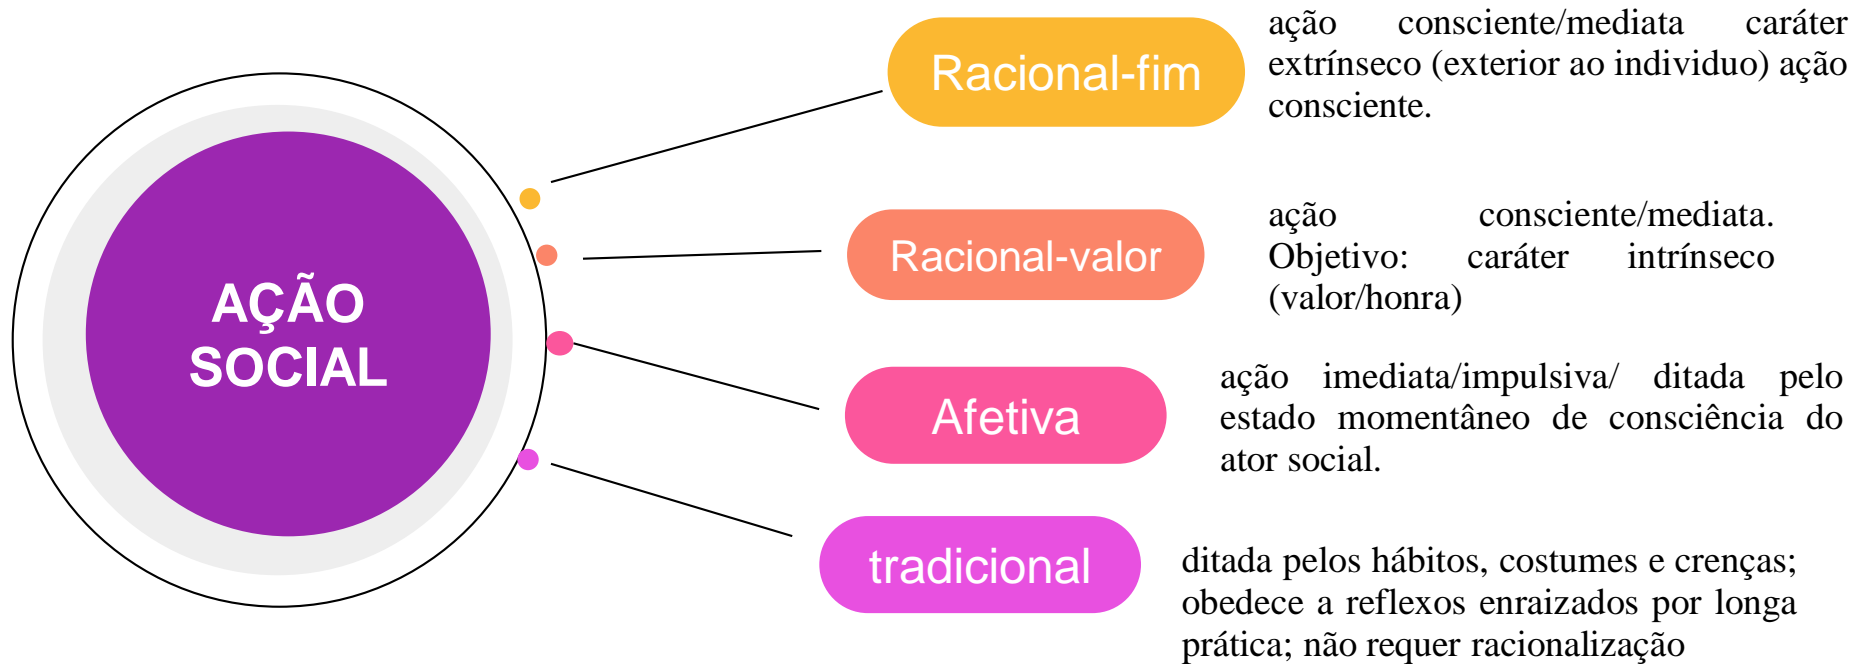 AÇÃO
SOCIAL
Racional-fim
ação consciente/mediata caráter
extrínseco (exterior ao individuo) ação
consciente.
Racional-valor
ação consciente/mediata.
Objetivo: caráter intrínseco
(valor/honra)
Afetiva
ação imediata/impulsiva/ ditada pelo
estado momentâneo de consciência do
ator social.
tradicional
ditada pelos hábitos, costumes e crenças;
obedece a reflexos enraizados por longa
prática; não requer racionalização